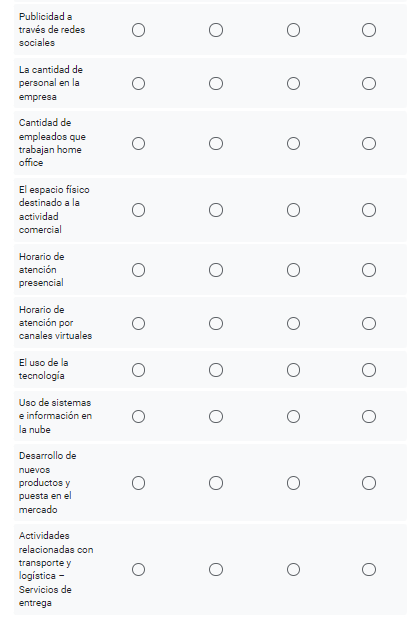 Publicidad a
través de redes
sociales
La cantidad de
personal en la
empresa
Cantidad de
empleados que
trabajan home
office
El espacio físico
destinado a la
actividad
comercial
Horario de
atención
presencial
Horario de
atención por
canales virtuales
El uso de la
tecnología
Uso de sistemas
e información en
la nube
Desarrollo de
nuevos
productos y
puesta en el
mercado
Actividades
relacionadas con
transporte y
logística –
Servicios de
entrega